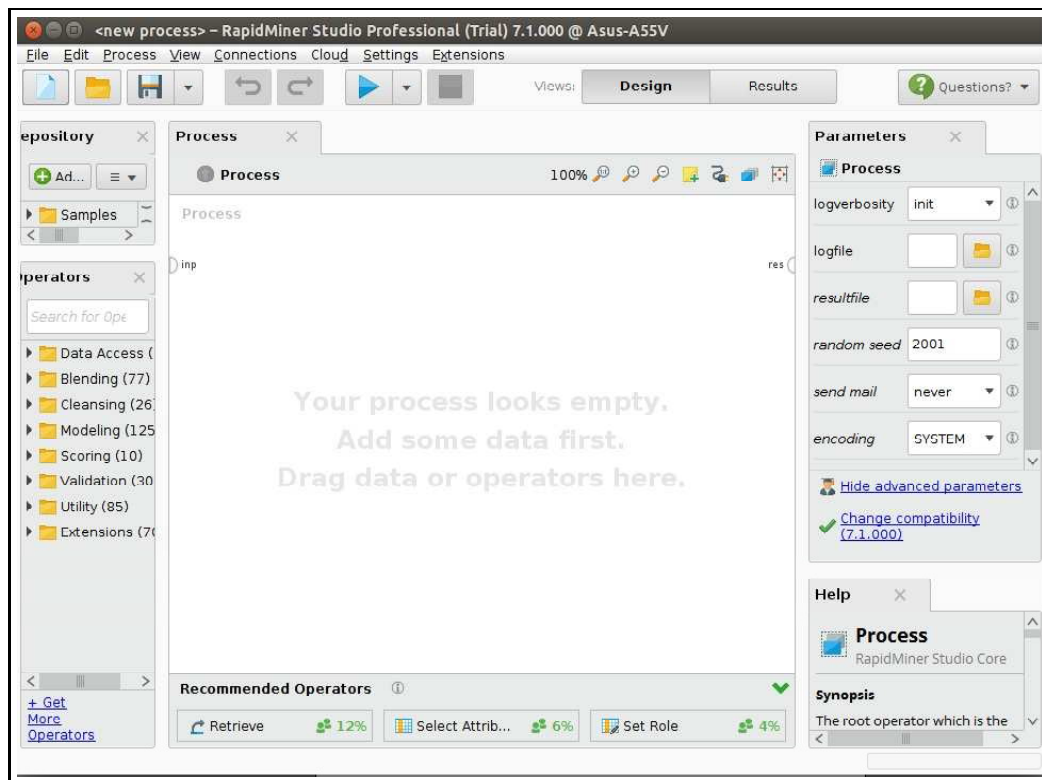 <new process> – RapidMiner Studio Professional (Trial) 7.1.000 @ Asus-A55V
File Edit Process View Connections Cloud Settings Extensions
Views: Design Results Questions?
epository
Ad...
Samples
perators
Search for Ope
Data Access (
Blending (77)
Cleansing (26
Modeling (125
Scoring (10)
Validation (30
Utility (85)
Extensions (70
+ Get
More
Operators
Process
Process
100%
Process
inp
res
Your process looks empty.
Add some data first.
Drag data or operators here.
Recommended Operators
Retrieve 12%
Select Attrib... 6%
Set Role 4%
Parameters
Process
logverbosity init
logfile
resultfile
random seed 2001
send mail never
encoding SYSTEM
Hide advanced parameters
Change compatibility
(7.1.000)
Help
Process
RapidMiner Studio Core
Synopsis
The root operator which is the